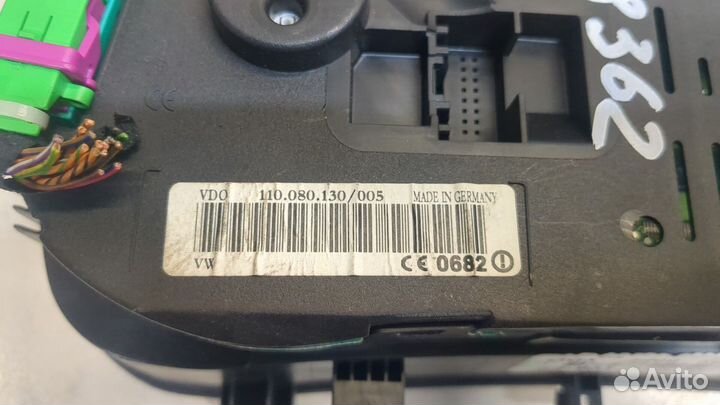 P362
CE
VDO 110.080.130/005 MADE IN GERMANY
VW CE 0682
Avito